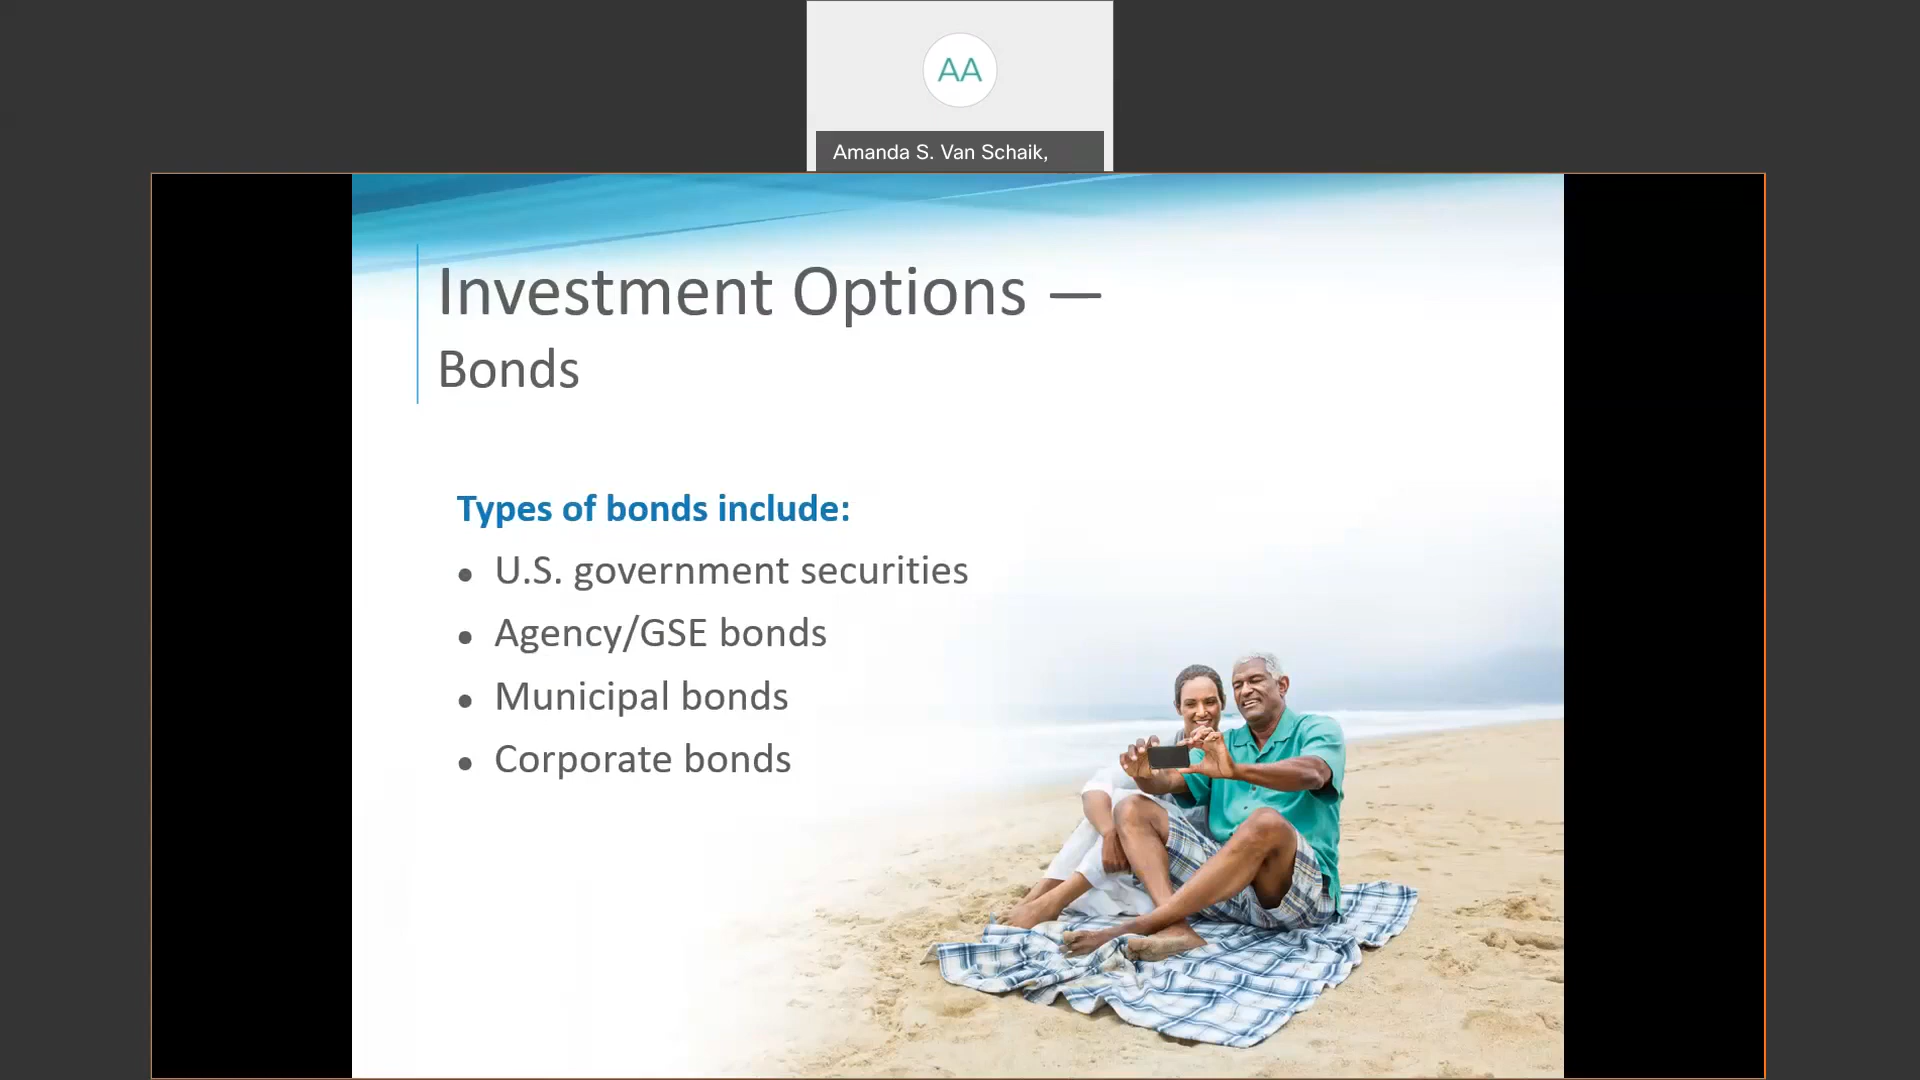 AA
Amanda S. Van Schaik,
Investment Options —
Bonds
Types of bonds include:
• U.S. government securities
• Agency/GSE bonds
• Municipal bonds
• Corporate bonds